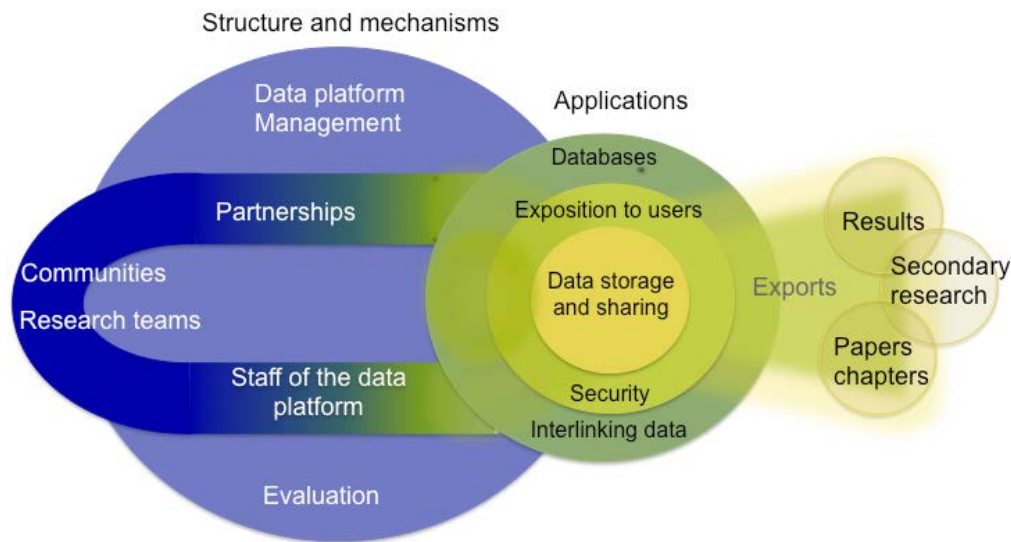 Structure and mechanisms
Data platform
Management
Applications
Databases
Partnerships
Exposition to users
Results
Communities
Research teams
Data storage
and sharing
Exports
Secondary
research
Papers
chapters
Staff of the data
platform
Security
Interlinking data
Evaluation